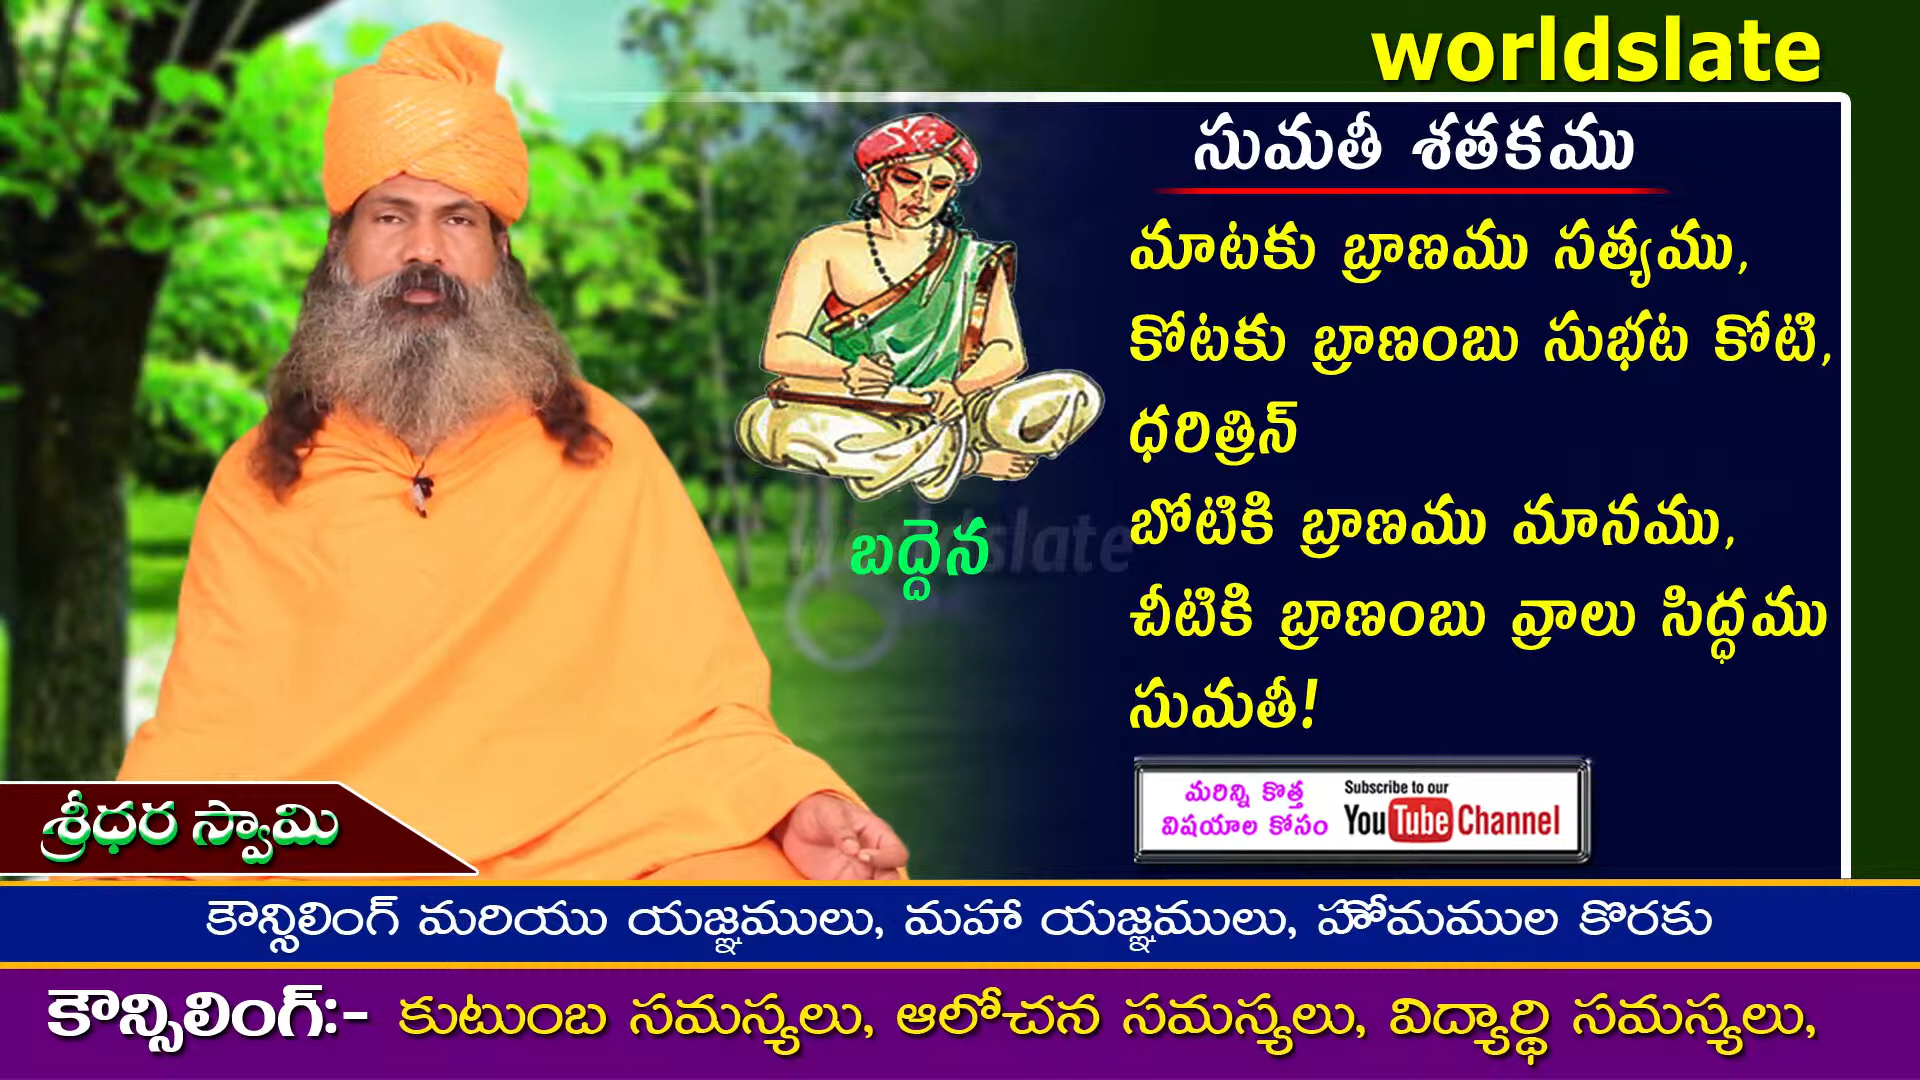 worldslate
సుమతీ శతకము
మాటకు బ్రాణము సత్యము,
కోటకు బ్రాణంబు సుభట కోటి,
ధరిత్రిన్
బోటికి బ్రాణము మానము,
చీటికి బ్రాణంబు వ్రాలు సిద్ధము
సుమతీ!
బద్దెన
worldslate
మరిన్ని కొత్త
విషయాల కోసం
Subscribe to our
YouTube Channel
శ్రీధర స్వామి
కౌన్సిలింగ్ మరియు యజ్ఞములు, మహా యజ్ఞములు, హోమముల కొరకు
కౌన్సిలింగ్:- కుటుంబ సమస్యలు, ఆలోచన సమస్యలు, విద్యార్థి సమస్యలు,